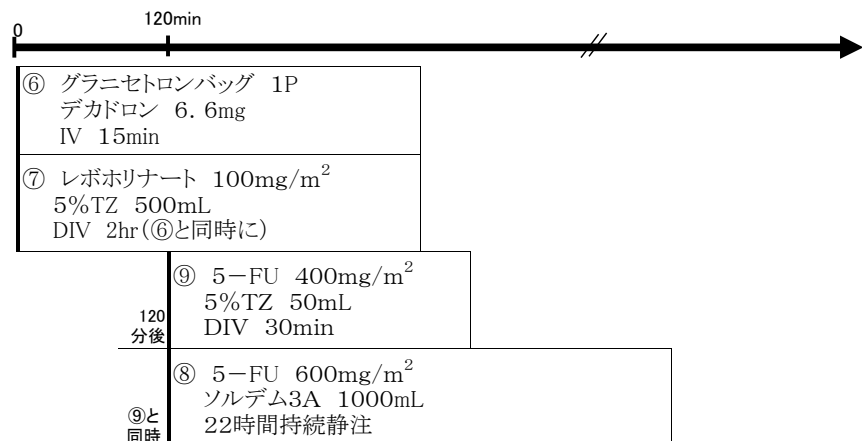 0
120min
⑥ グラニセトロンバッグ 1P
デカドロン 6.6mg
IV 15min
⑦ レボホリナート 100mg/m²
5%TZ 500mL
DIV 2hr(⑥と同時に)
120
分後
⑨ 5-FU 400mg/m²
5%TZ 50mL
DIV 30min
⑨と
同時
⑧ 5-FU 600mg/m²
ソルデム3A 1000mL
22時間持続静注